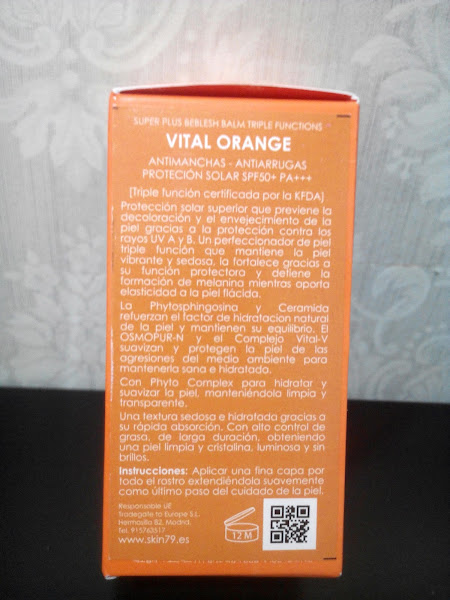 SUPER PLUS BEBLESH BALM TRIPLE FUNCTIONS
VITAL ORANGE
ANTIMANCHAS - ANTIARRUGAS
PROTECIÓN SOLAR SPF50+ PA+++
[Triple función certificada por la KFDA]
Protección solar superior que previene la
decoloración y el envejecimiento de la
piel gracias a la protección contra los
rayos UV A y B. Un perfeccionador de piel
triple función que mantiene la piel
vibrante y sedosa, la fortalece gracias a
su función protectora y detiene la
formación de melanina mientras aporta
elasticidad a la piel flácida.
La Phytosphingosina y Ceramida
refuerzan el factor de hidratacion natural
de la piel y mantienen su equilibrio. El
OSMOPUR-N y el Complejo Vital-V
suavizan y protegen la piel de las
agresiones del medio ambiente para
mantenerla sana e hidratado.
Con Phyto Complex para hidratar y
suavizar la piel, manteniéndola limpia y
transparente.
Una textura sedosa e hidratada gracias a
su rápida absorción. Con alto control de
grasa, de larga duración, obteniendo
una piel limpia y cristalina, luminosa y sin
brillos.
Instrucciones: Aplicar una fina capa por
todo el rostro extendiéndola suavemente
como último paso del cuidado de la piel.
Responsable UE
Tradegate to Europe S.L.
Hermosilla 82, Madrid.
Tel. 915763517
www.skin79.es
12 M